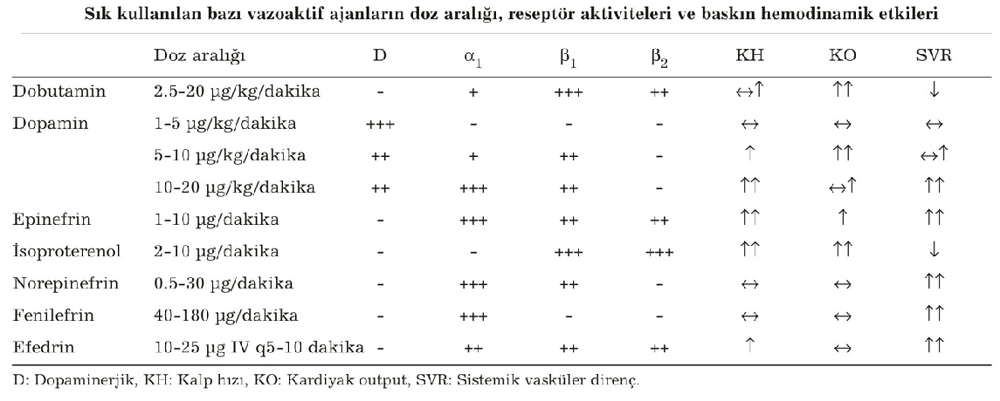 Sık kullanılan bazı vazoaktif ajanların doz aralığı, reseptör aktiviteleri ve baskın hemodinamik etkileri
Doz aralığı D α1 β1 β2 KH KO SVR
Dobutamin 2.5-20 µg/kg/dakika - + +++ ++ ↔↑ ↑↑ ↓
Dopamin 1-5 µg/kg/dakika +++ - - - ↔ ↔ ↔
5-10 µg/kg/dakika ++ + ++ - ↑ ↑↑ ↔↑
10-20 µg/kg/dakika ++ +++ ++ - ↑↑ ↔↑ ↑↑
Epinefrin 1-10 µg/dakika - +++ ++ ++ ↑↑ ↑ ↑↑
İsoproterenol 2-10 µg/dakika - - +++ +++ ↑↑ ↑↑ ↓
Norepinefrin 0.5-30 µg/dakika - +++ ++ - ↔ ↔ ↑↑
Fenilefrin 40-180 µg/dakika - +++ - - ↔ ↔ ↑↑
Efedrin 10-25 µg IV q5-10 dakika - ++ ++ ++ ↑ ↔ ↑↑
D: Dopaminerjik, KH: Kalp hızı, KO: Kardiyak output, SVR: Sistemik vasküler direnç.